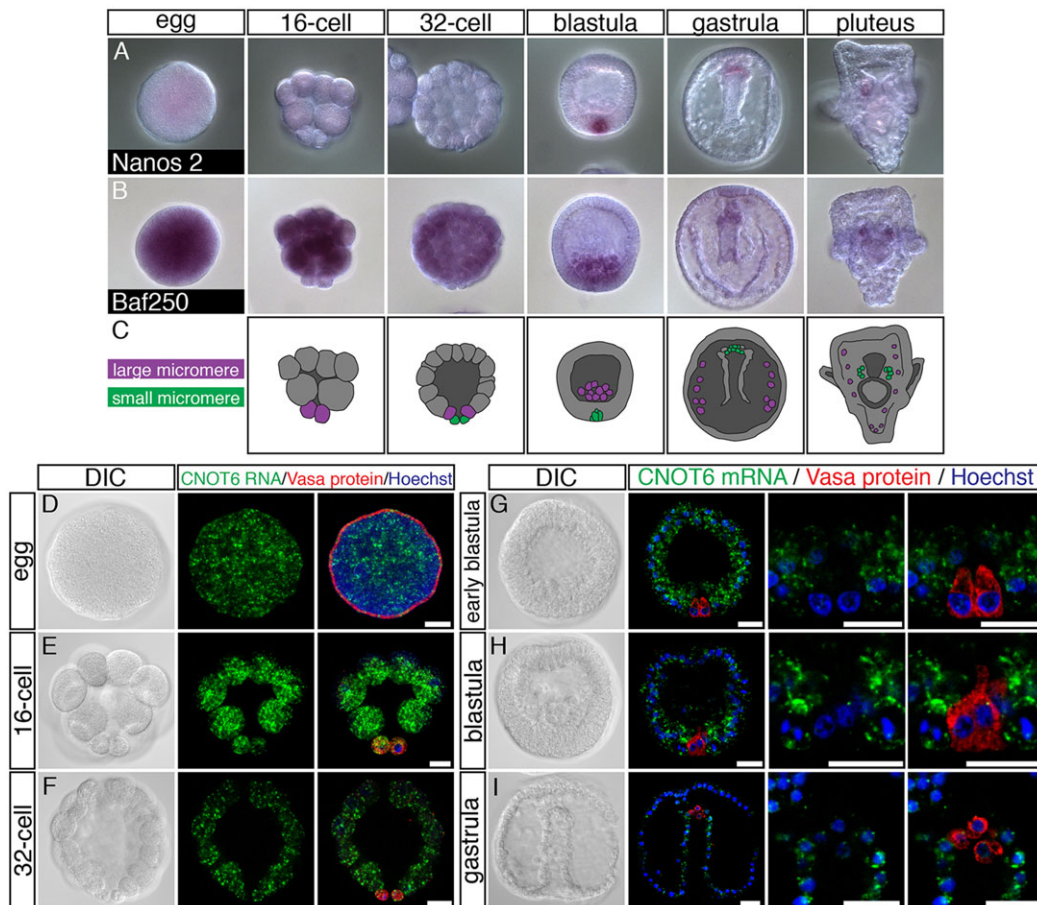 egg 16-cell 32-cell blastula gastrula pluteus
A
Nanos 2
B
Baf250
C
large micromere
small micromere
DIC CNOT6 RNA/Vasa protein/Hoechst DIC CNOT6 mRNA / Vasa protein / Hoechst
D
egg
G
early blastula
E
16-cell
H
blastula
F
32-cell
I
gastrula